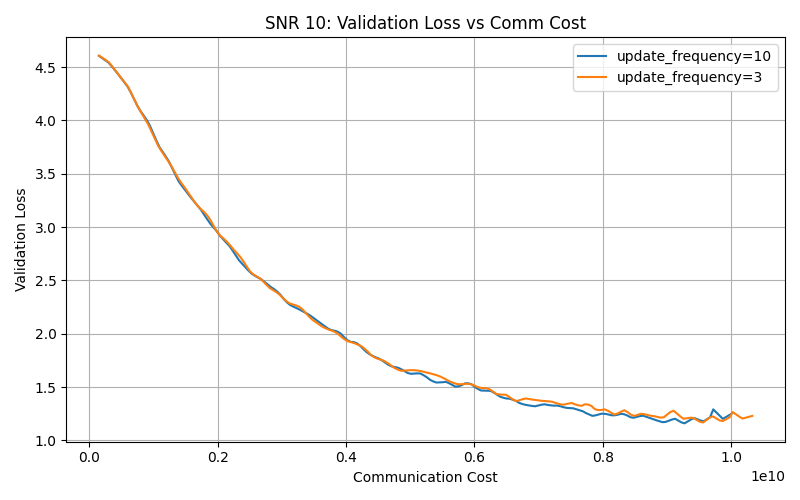 SNR 10: Validation Loss vs Comm Cost
update_frequency=10
update_frequency=3
Validation Loss
4.5
4.0
3.5
3.0
2.5
2.0
1.5
1.0
0.0 0.2 0.4 0.6 0.8 1.0
1e10
Communication Cost